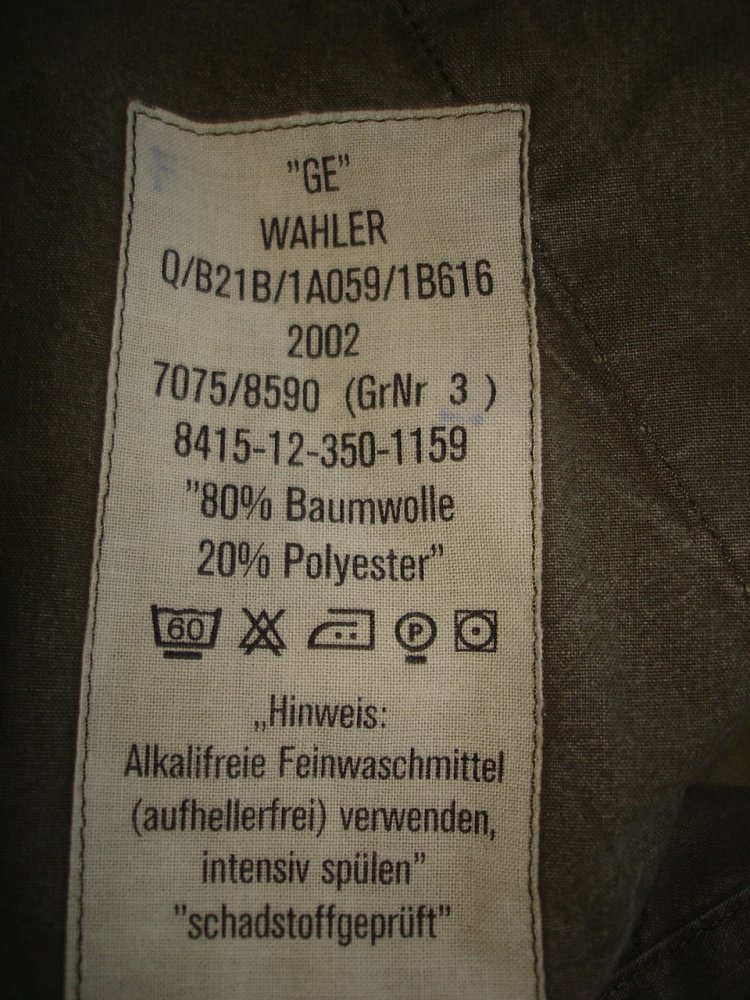 "GE"
WAHLER
Q/B21B/1A059/1B616
2002
7075/8590 (GrNr 3 )
8415-12-350-1159
"80% Baumwolle
20% Polyester"
60 P
„Hinweis:
Alkalifreie Feinwaschmittel
(aufhellerfrei) verwenden,
intensiv spülen"
"schadstoffgeprüft"